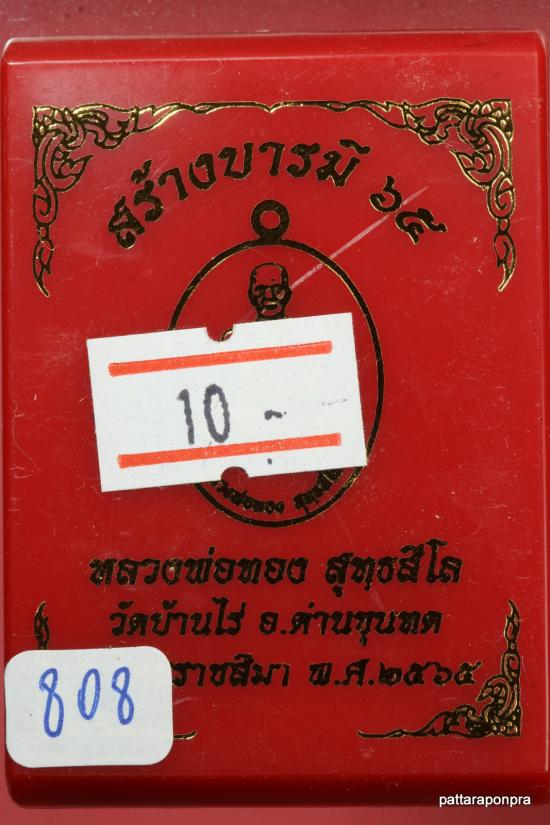 สร้างบารมี ๖๕
10 -
หลวงพ่อทอง สุทธสีโล
วัดบ้านไร่ อ.ด่านขุนทด
ราชสีมา พ.ศ.๒๕๖๕
808
pattaraponpra